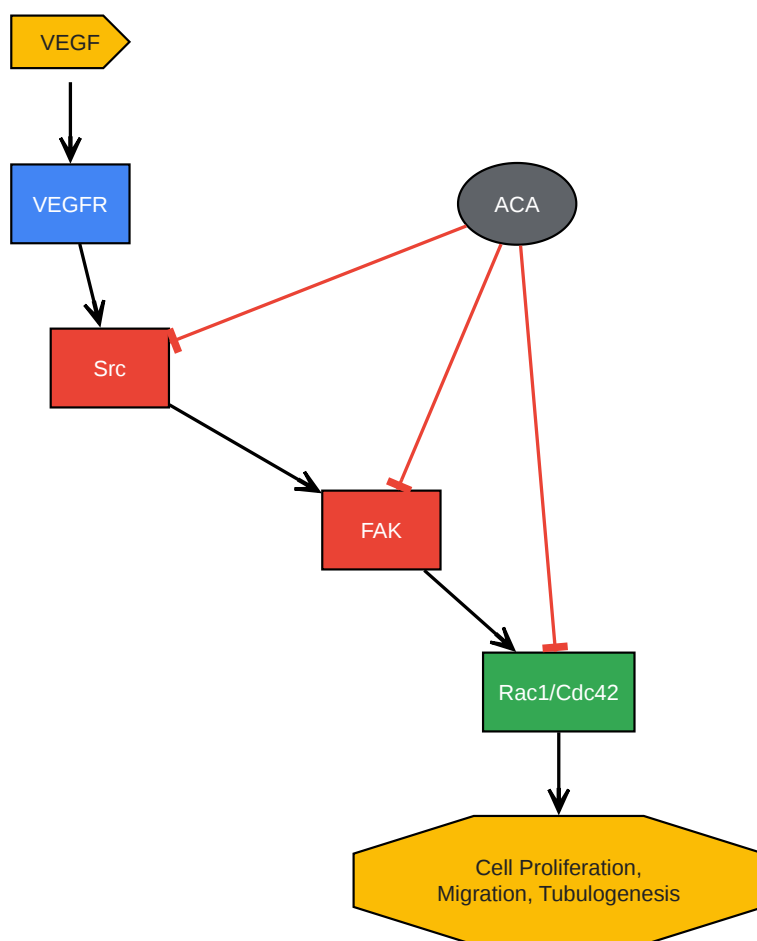 VEGF
VEGFR
ACA
Src
FAK
Rac1/Cdc42
Cell Proliferation,
Migration, Tubulogenesis